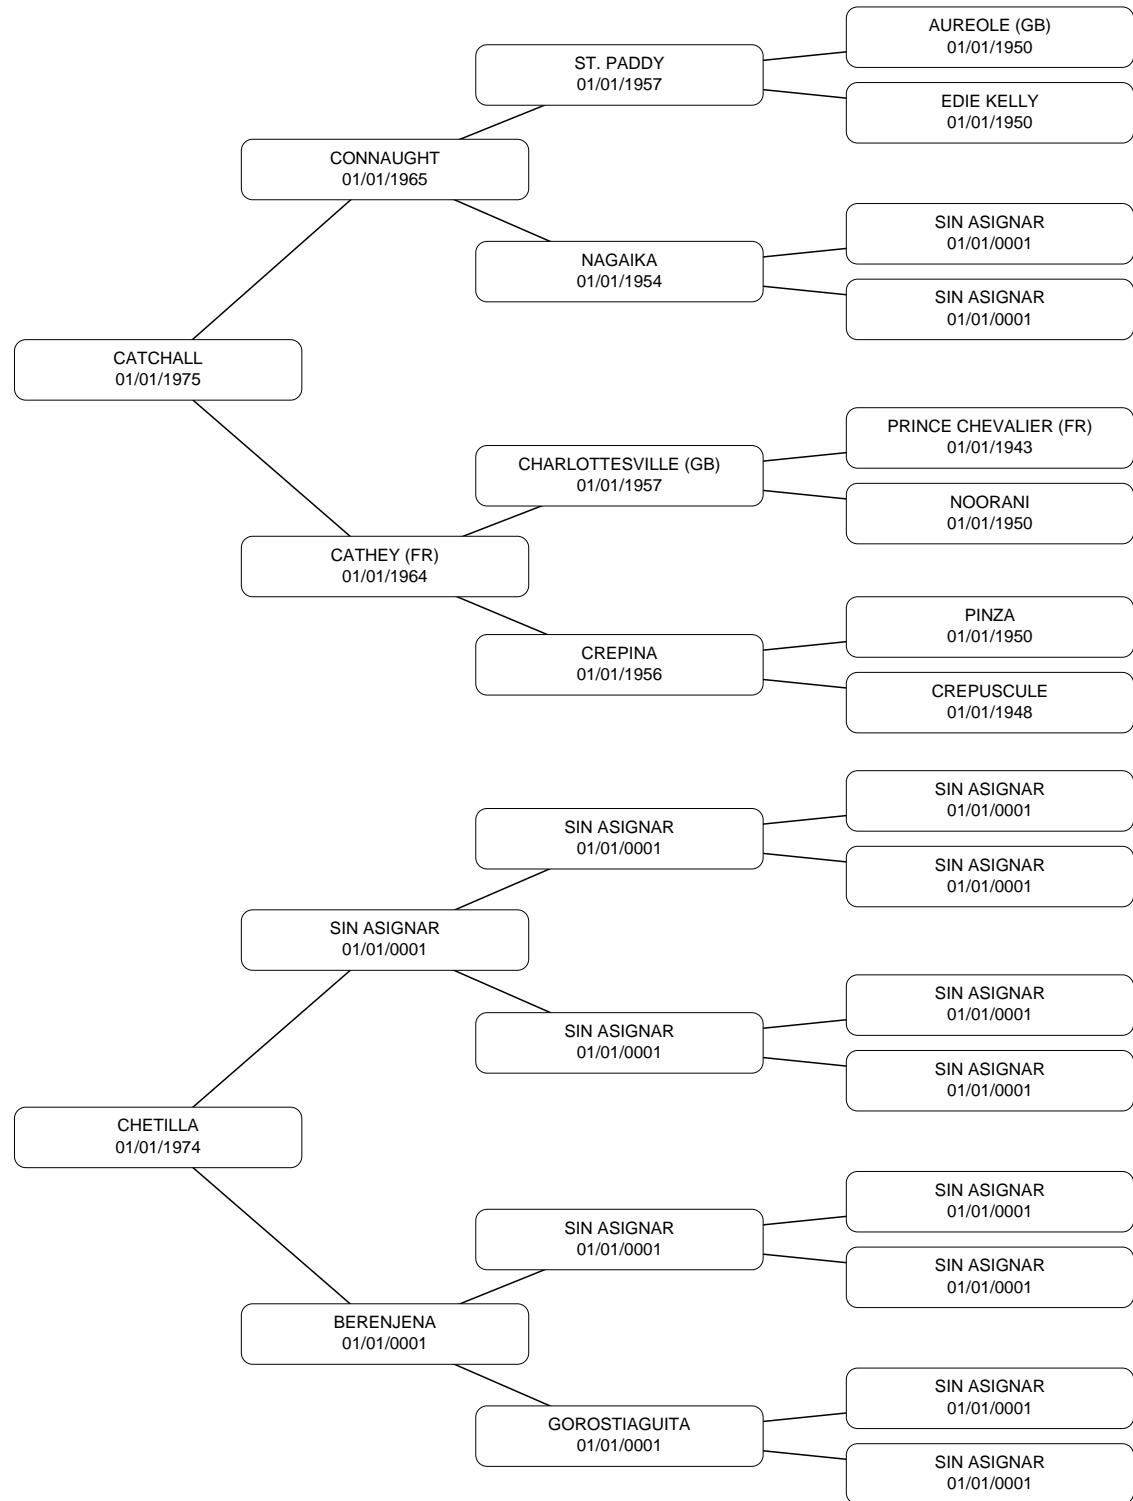 AUREOLE (GB)
01/01/1950
ST. PADDY
01/01/1957
EDIE KELLY
01/01/1950
CONNAUGHT
01/01/1965
SIN ASIGNAR
01/01/0001
NAGAIKA
01/01/1954
SIN ASIGNAR
01/01/0001
CATCHALL
01/01/1975
PRINCE CHEVALIER (FR)
01/01/1943
CHARLOTTESVILLE (GB)
01/01/1957
NOORANI
01/01/1950
CATHEY (FR)
01/01/1964
PINZA
01/01/1950
CREPINA
01/01/1956
CREPUSCULE
01/01/1948
SIN ASIGNAR
01/01/0001
SIN ASIGNAR
01/01/0001
SIN ASIGNAR
01/01/0001
SIN ASIGNAR
01/01/0001
SIN ASIGNAR
01/01/0001
SIN ASIGNAR
01/01/0001
SIN ASIGNAR
01/01/0001
CHETILLA
01/01/1974
SIN ASIGNAR
01/01/0001
SIN ASIGNAR
01/01/0001
SIN ASIGNAR
01/01/0001
BERENJENA
01/01/0001
SIN ASIGNAR
01/01/0001
GOROSTIAGUITA
01/01/0001
SIN ASIGNAR
01/01/0001